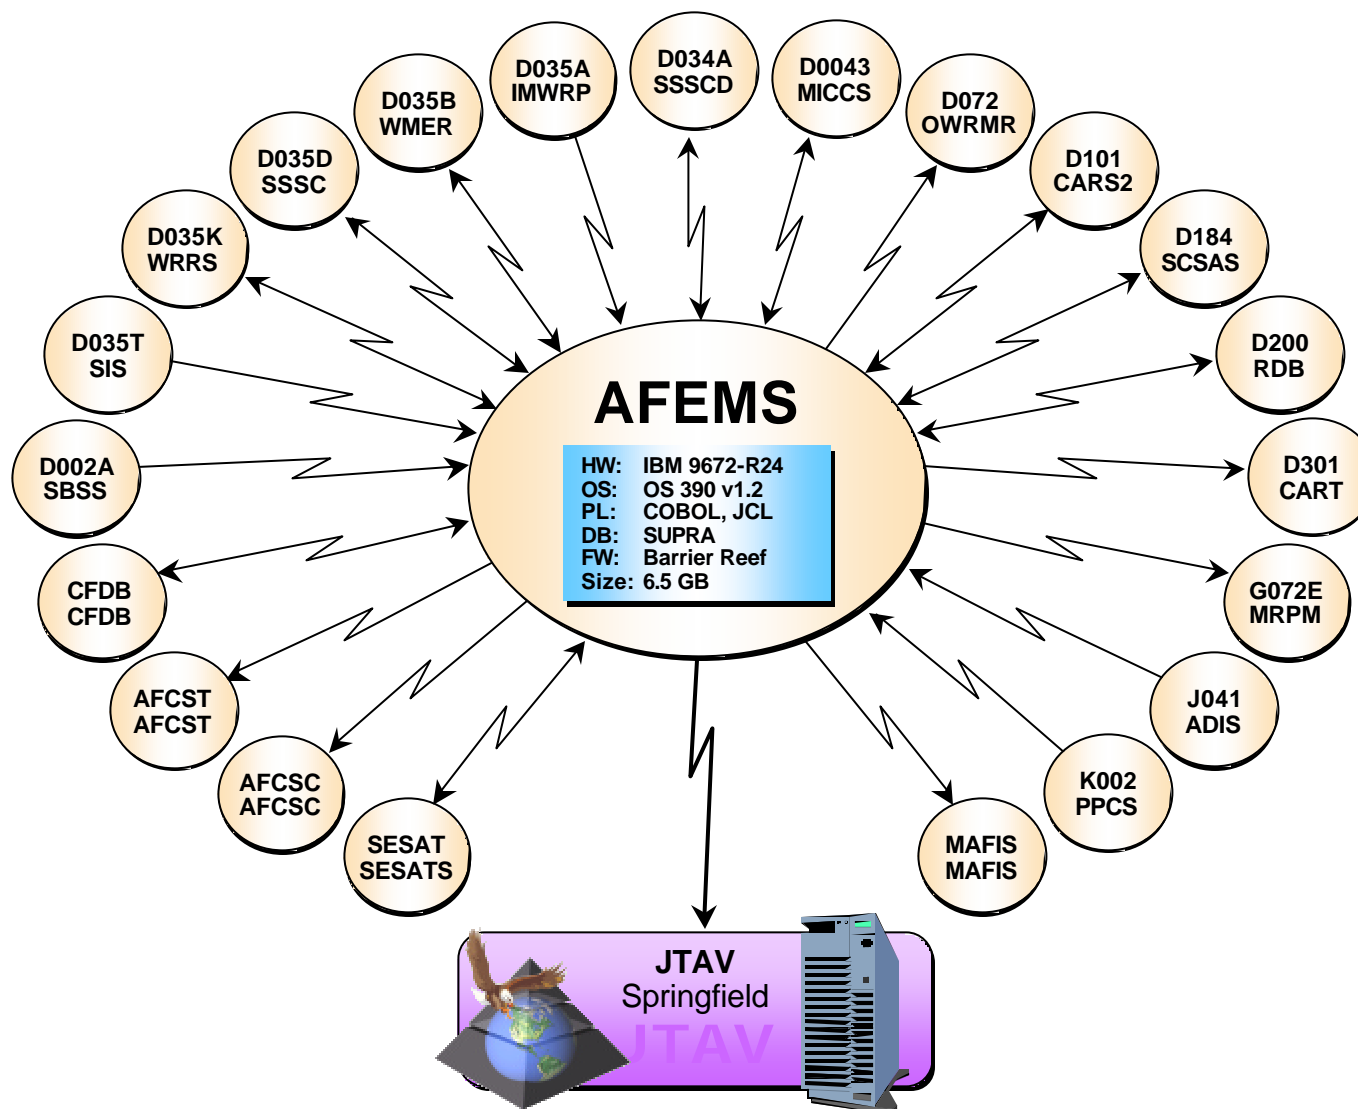 D035A
IMWRP
D034A
SSSCD
D0043
MICCS
D035B
WMER
D072
OWRMR
D035D
SSSC
D101
CARS2
D035K
WRRS
D184
SCSAS
D035T
SIS
D200
RDB
AFEMS
HW: IBM 9672-R24
OS: OS 390 v1.2
PL: COBOL, JCL
DB: SUPRA
FW: Barrier Reef
Size: 6.5 GB
D002A
SBSS
D301
CART
CFDB
CFDB
G072E
MRPM
AFCST
AFCST
J041
ADIS
AFCSC
AFCSC
K002
PPCS
SESAT
SESATS
MAFIS
MAFIS
JTAV
Springfield
JTAV